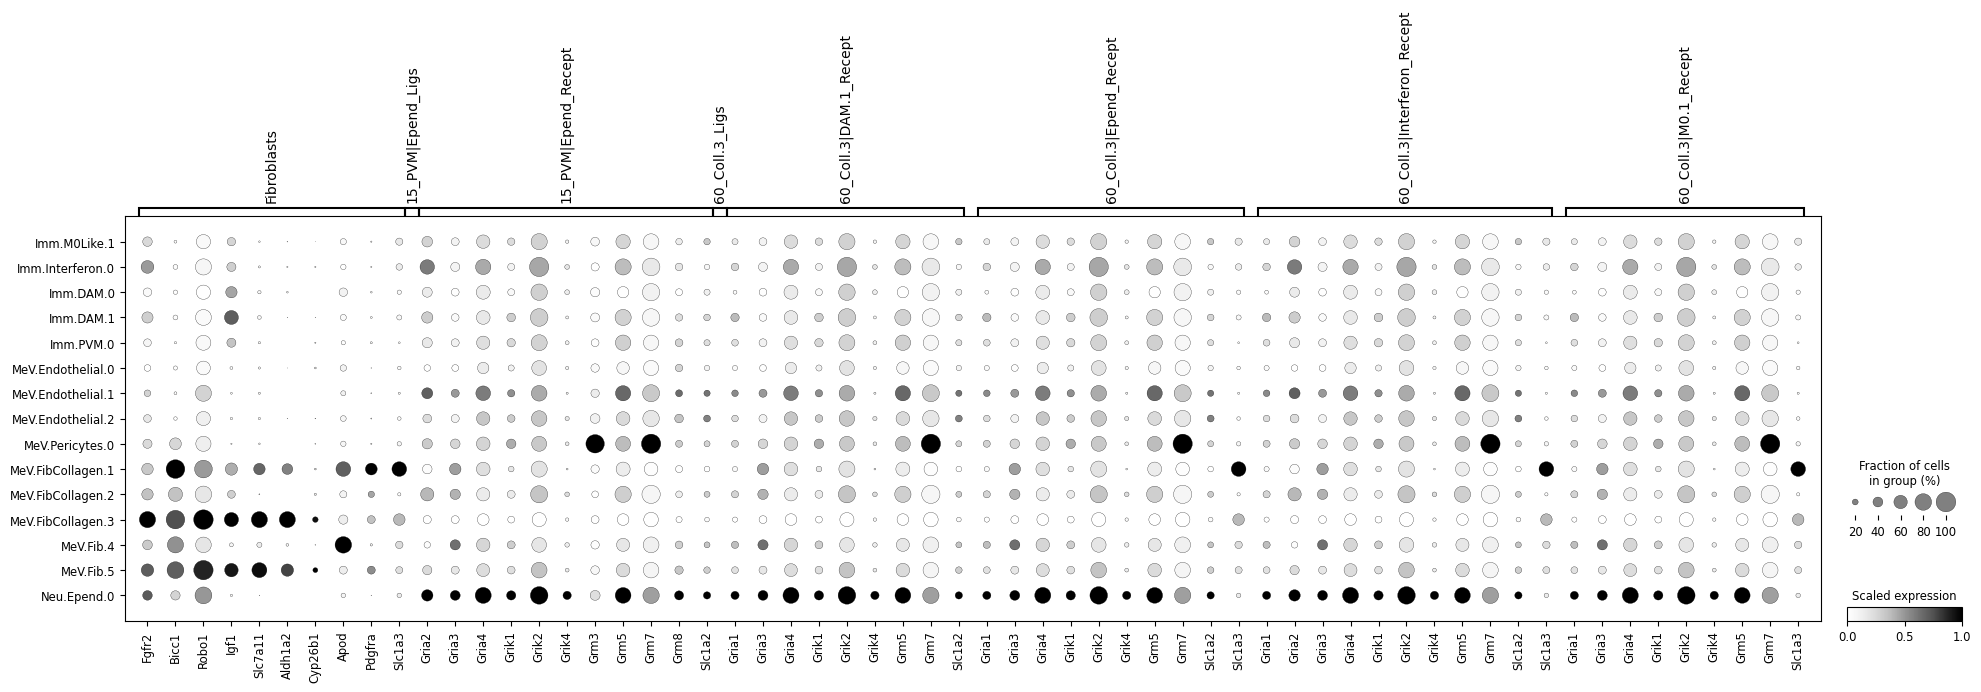 Fibroblasts
15_PVM|Epend_Ligs
15_PVM|Epend_Recept
60_Coll.3_Ligs
60_Coll.3|DAM.1_Recept
60_Coll.3|Epend_Recept
60_Coll.3|Interferon_Recept
60_Coll.3|M0.1_Recept
Imm.M0Like.1
Imm.Interferon.0
Imm.DAM.0
Imm.DAM.1
Imm.PVM.0
MeV.Endothelial.0
MeV.Endothelial.1
MeV.Endothelial.2
MeV.Pericytes.0
MeV.FibCollagen.1
MeV.FibCollagen.2
MeV.FibCollagen.3
MeV.Fib.4
MeV.Fib.5
Neu.Epend.0
Fgfr2
Bicc1
Robo1
Igf1
Slc7a11
Aldh1a2
Cyp26b1
Apod
Pdgfra
Slc1a3
Gria2
Gria3
Gria4
Grik1
Grik2
Grik4
Grm3
Grm5
Grm7
Grm8
Slc1a2
Gria1
Gria3
Gria4
Grik1
Grik2
Grik4
Grm5
Grm7
Slc1a2
Gria1
Gria3
Gria4
Grik1
Grik2
Grik4
Grm5
Grm7
Slc1a2
Slc1a3
Gria1
Gria2
Gria3
Gria4
Grik1
Grik2
Grik4
Grm5
Grm7
Slc1a2
Slc1a3
Gria1
Gria3
Gria4
Grik1
Grik2
Grik4
Grm5
Grm7
Slc1a3
Fraction of cells
in group (%)
20 40 60 80 100
Scaled expression
0.0 0.5 1.0